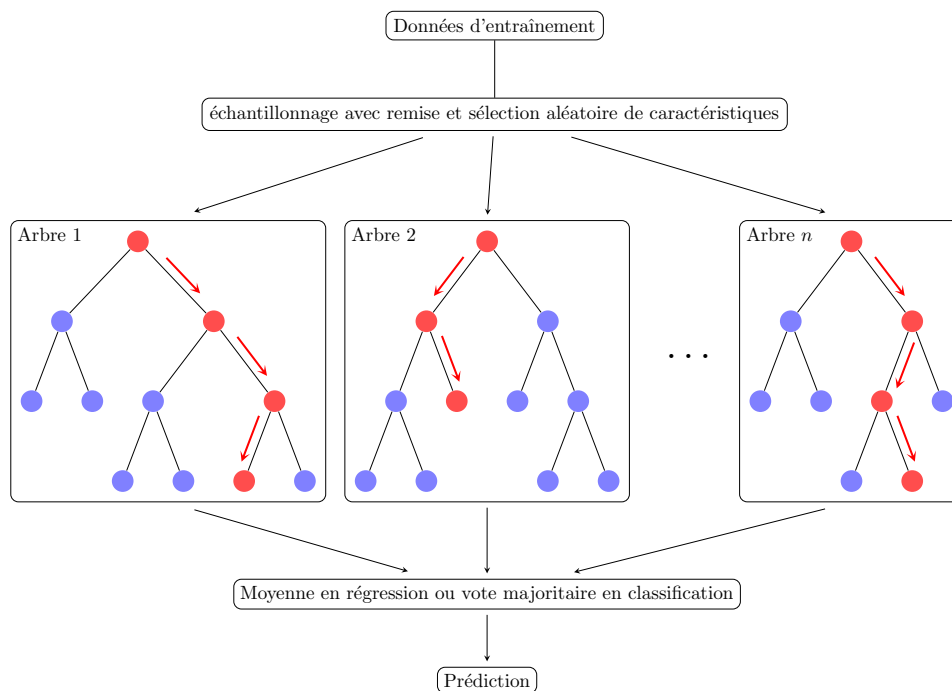 Données d'entraînement
échantillonnage avec remise et sélection aléatoire de caractéristiques
Arbre 1
Arbre 2
Arbre n
. . .
Moyenne en régression ou vote majoritaire en classification
Prédiction